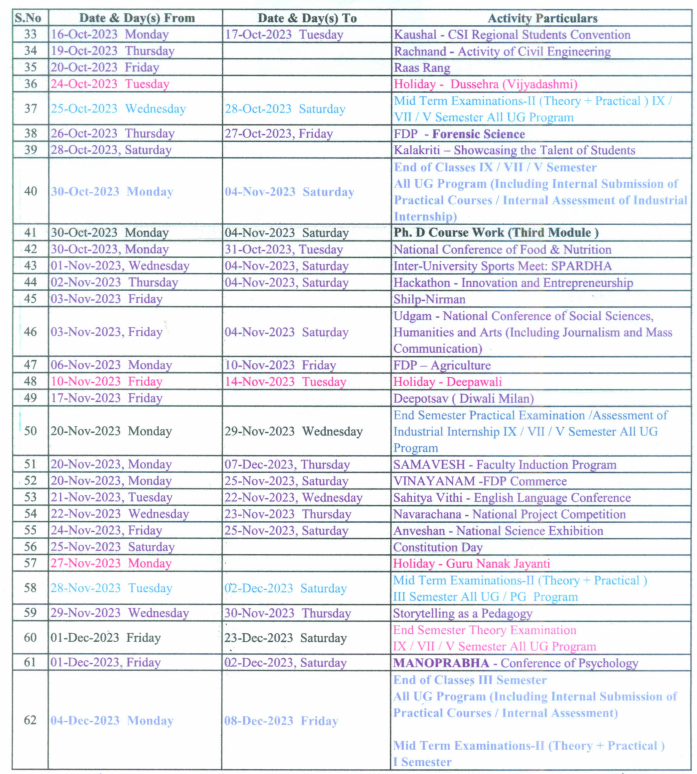 S.No Date & Day(s) From Date & Day(s) To Activity Particulars
33 16-Oct-2023 Monday 17-Oct-2023 Tuesday Kaushal - CSI Regional Students Convention
34 19-Oct-2023 Thursday Rachnand - Activity of Civil Engineering
35 20-Oct-2023 Friday Raas Rang
36 24-Oct-2023 Tuesday Holiday - Dussehra (Vijyadashmi)
37 25-Oct-2023 Wednesday 28-Oct-2023 Saturday Mid Term Examinations-II (Theory + Practical ) IX /
VII / V Semester All UG Program
38 26-Oct-2023 Thursday 27-Oct-2023, Friday FDP - Forensic Science
39 28-Oct-2023, Saturday Kalakriti – Showcasing the Talent of Students
40 30-Oct-2023 Monday 04-Nov-2023 Saturday End of Classes IX / VII / V Semester
All UG Program (Including Internal Submission of
Practical Courses / Internal Assessment of Industrial
Internship)
41 30-Oct-2023 Monday 04-Nov-2023 Saturday Ph. D Course Work (Third Module )
42 30-Oct-2023, Monday 31-Oct-2023, Tuesday National Conference of Food & Nutrition
43 01-Nov-2023, Wednesday 04-Nov-2023, Saturday Inter-University Sports Meet: SPARDHA
44 02-Nov-2023 Thursday 04-Nov-2023, Saturday Hackathon - Innovation and Entrepreneurship
45 03-Nov-2023 Friday Shilp-Nirman
46 03-Nov-2023, Friday 04-Nov-2023 Saturday Udgam - National Conference of Social Sciences,
Humanities and Arts (Including Journalism and Mass
Communication)
47 06-Nov-2023 Monday 10-Nov-2023 Friday FDP – Agriculture
48 10-Nov-2023 Friday 14-Nov-2023 Tuesday Holiday - Deepawali
49 17-Nov-2023 Friday Deepotsav ( Diwali Milan)
50 20-Nov-2023 Monday 29-Nov-2023 Wednesday End Semester Practical Examination /Assessment of
Industrial Internship IX / VII / V Semester All UG
Program
51 20-Nov-2023, Monday 07-Dec-2023, Thursday SAMAVESH - Faculty Induction Program
52 20-Nov-2023, Monday 25-Nov-2023, Saturday VINAYANAM -FDP Commerce
53 21-Nov-2023, Tuesday 22-Nov-2023, Wednesday Sahitya Vithi - English Language Conference
54 22-Nov-2023, Wednesday 23-Nov-2023, Thursday Navarachana - National Project Competition
55 24-Nov-2023, Friday 25-Nov-2023, Saturday Anveshan - National Science Exhibition
56 25-Nov-2023 Saturday Constitution Day
57 27-Nov-2023 Monday Holiday - Guru Nanak Jayanti
58 28-Nov-2023 Tuesday 02-Dec-2023 Saturday Mid Term Examinations-II (Theory + Practical )
III Semester All UG / PG Program
59 29-Nov-2023 Wednesday 30-Nov-2023 Thursday Storytelling as a Pedagogy
60 01-Dec-2023 Friday 23-Dec-2023 Saturday End Semester Theory Examination
IX / VII / V Semester All UG Program
61 01-Dec-2023, Friday 02-Dec-2023, Saturday MANOPRABHA - Conference of Psychology
62 04-Dec-2023 Monday 08-Dec-2023 Friday End of Classes III Semester
All UG Program (Including Internal Submission of
Practical Courses / Internal Assessment)
Mid Term Examinations-II (Theory + Practical )
I Semester